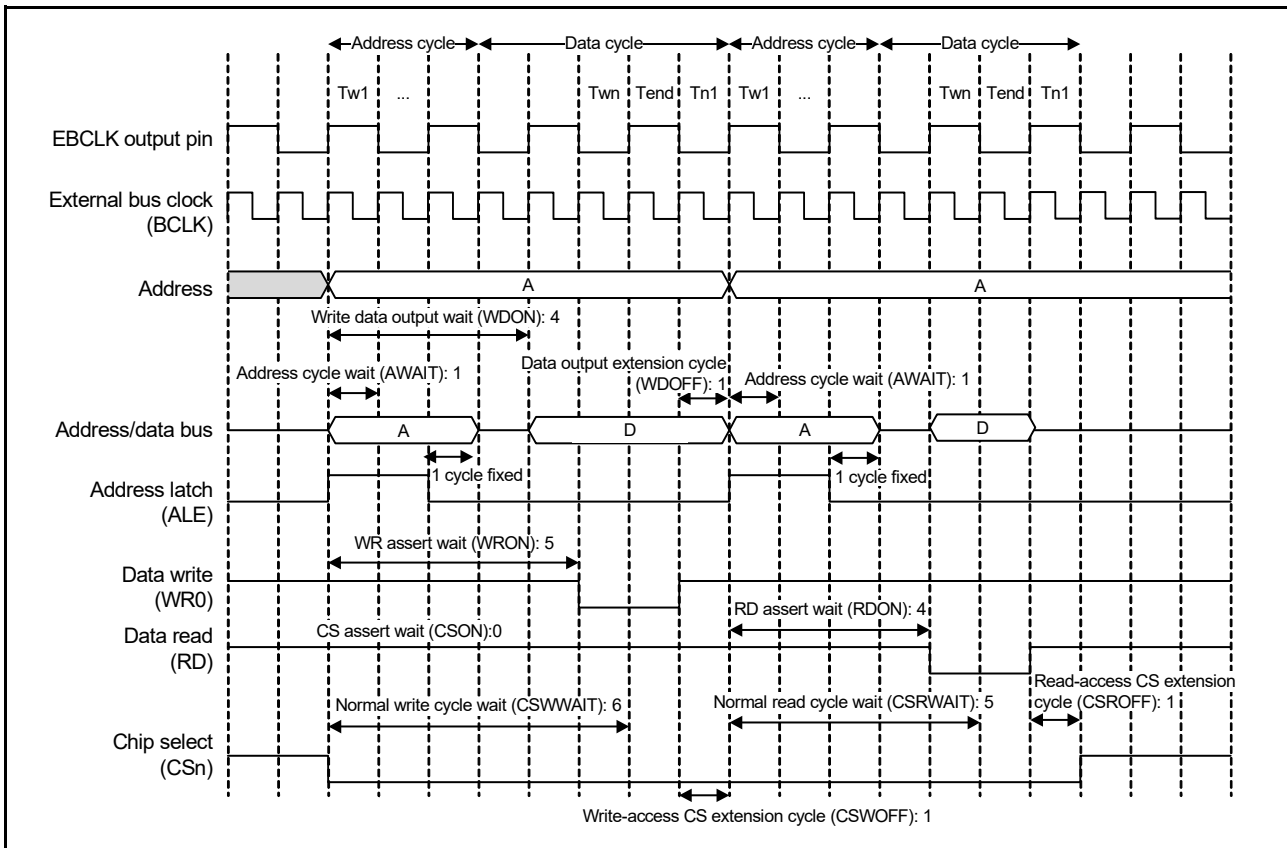 Address cycle Data cycle Address cycle Data cycle
Tw1 ... Twn Tend Tn1 Tw1 ... Twn Tend Tn1
EBCLK output pin
External bus clock
(BCLK)
Address A A
Write data output wait (WDON): 4
Data output extension cycle
(WDOFF): 1
Address cycle wait (AWAIT): 1 Address cycle wait (AWAIT): 1
Address/data bus A D A D
1 cycle fixed 1 cycle fixed
Address latch
(ALE)
WR assert wait (WRON): 5
Data write
(WR0)
RD assert wait (RDON): 4
Data read
(RD)
CS assert wait (CSON):0
Read-access CS extension
cycle (CSROFF): 1
Normal write cycle wait (CSWWAIT): 6 Normal read cycle wait (CSRWAIT): 5
Chip select
(CSn)
Write-access CS extension cycle (CSWOFF): 1